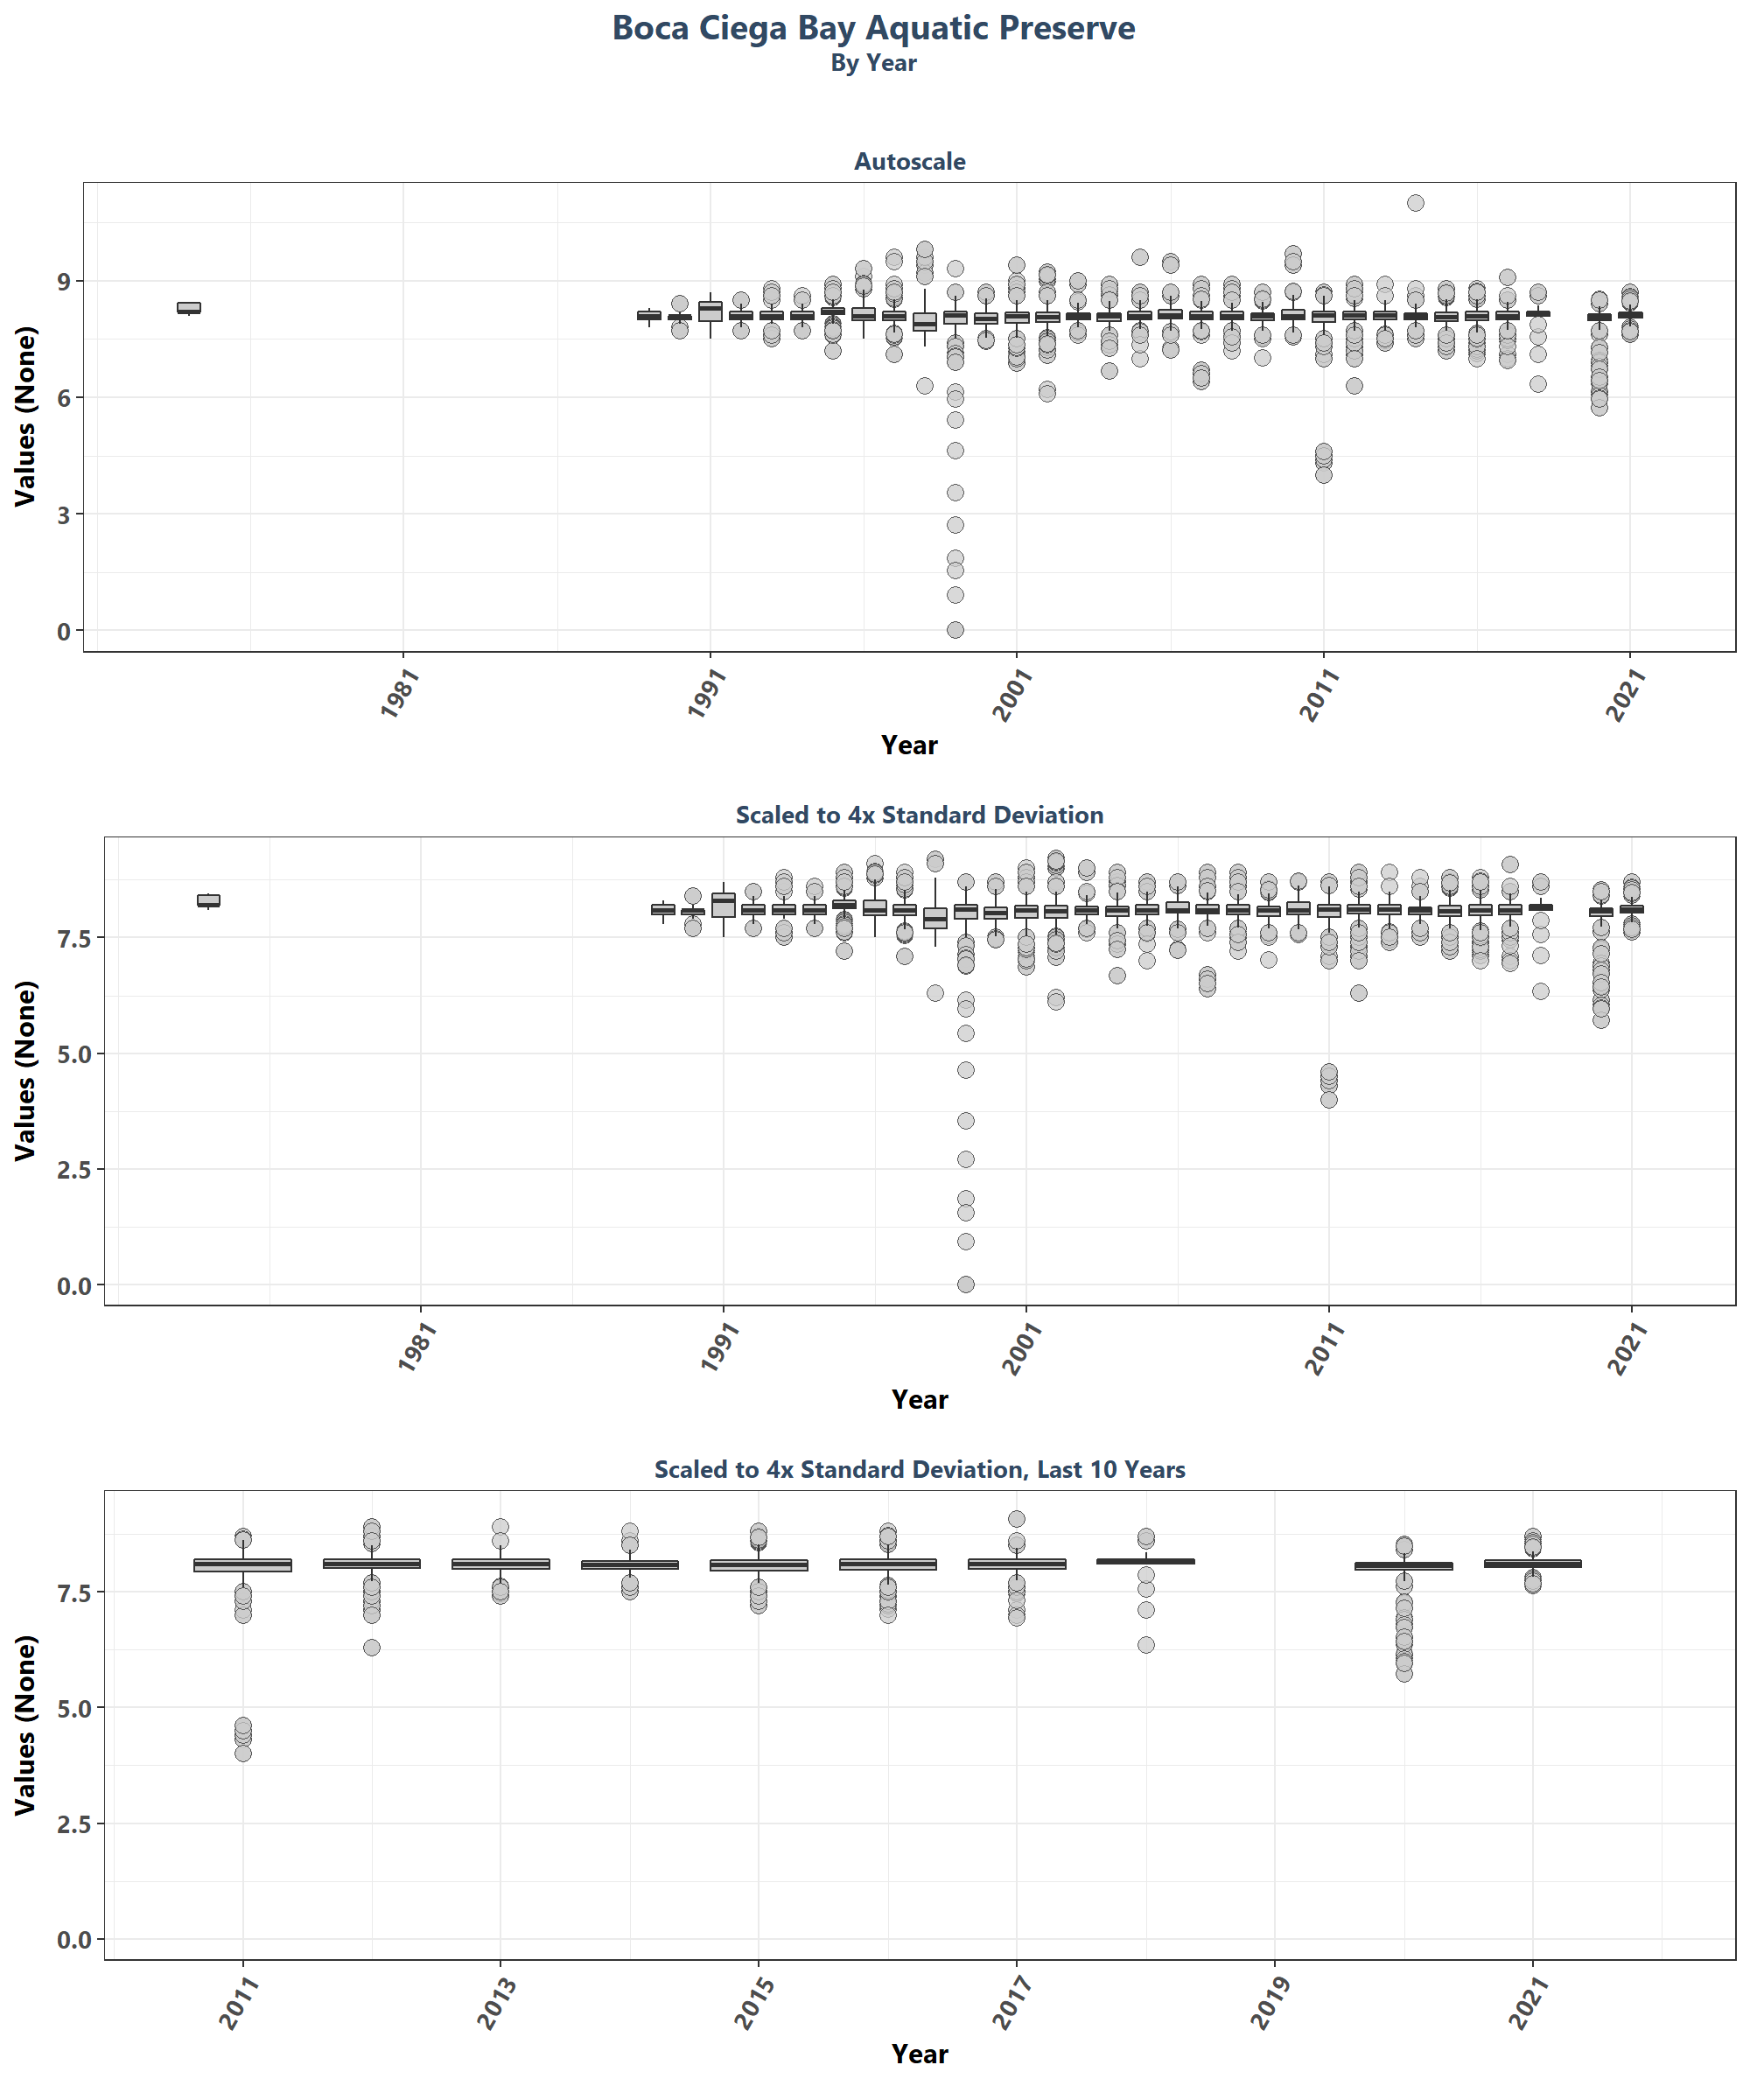 Boca Ciega Bay Aquatic Preserve
By Year
Autoscale
Values (None)
9
6
3
0
1981
1991
2001
2011
2021
Year
Scaled to 4x Standard Deviation
Values (None)
7.5
5.0
2.5
0.0
1981
1991
2001
2011
2021
Year
Scaled to 4x Standard Deviation, Last 10 Years
Values (None)
7.5
5.0
2.5
0.0
2011
2013
2015
2017
2019
2021
Year